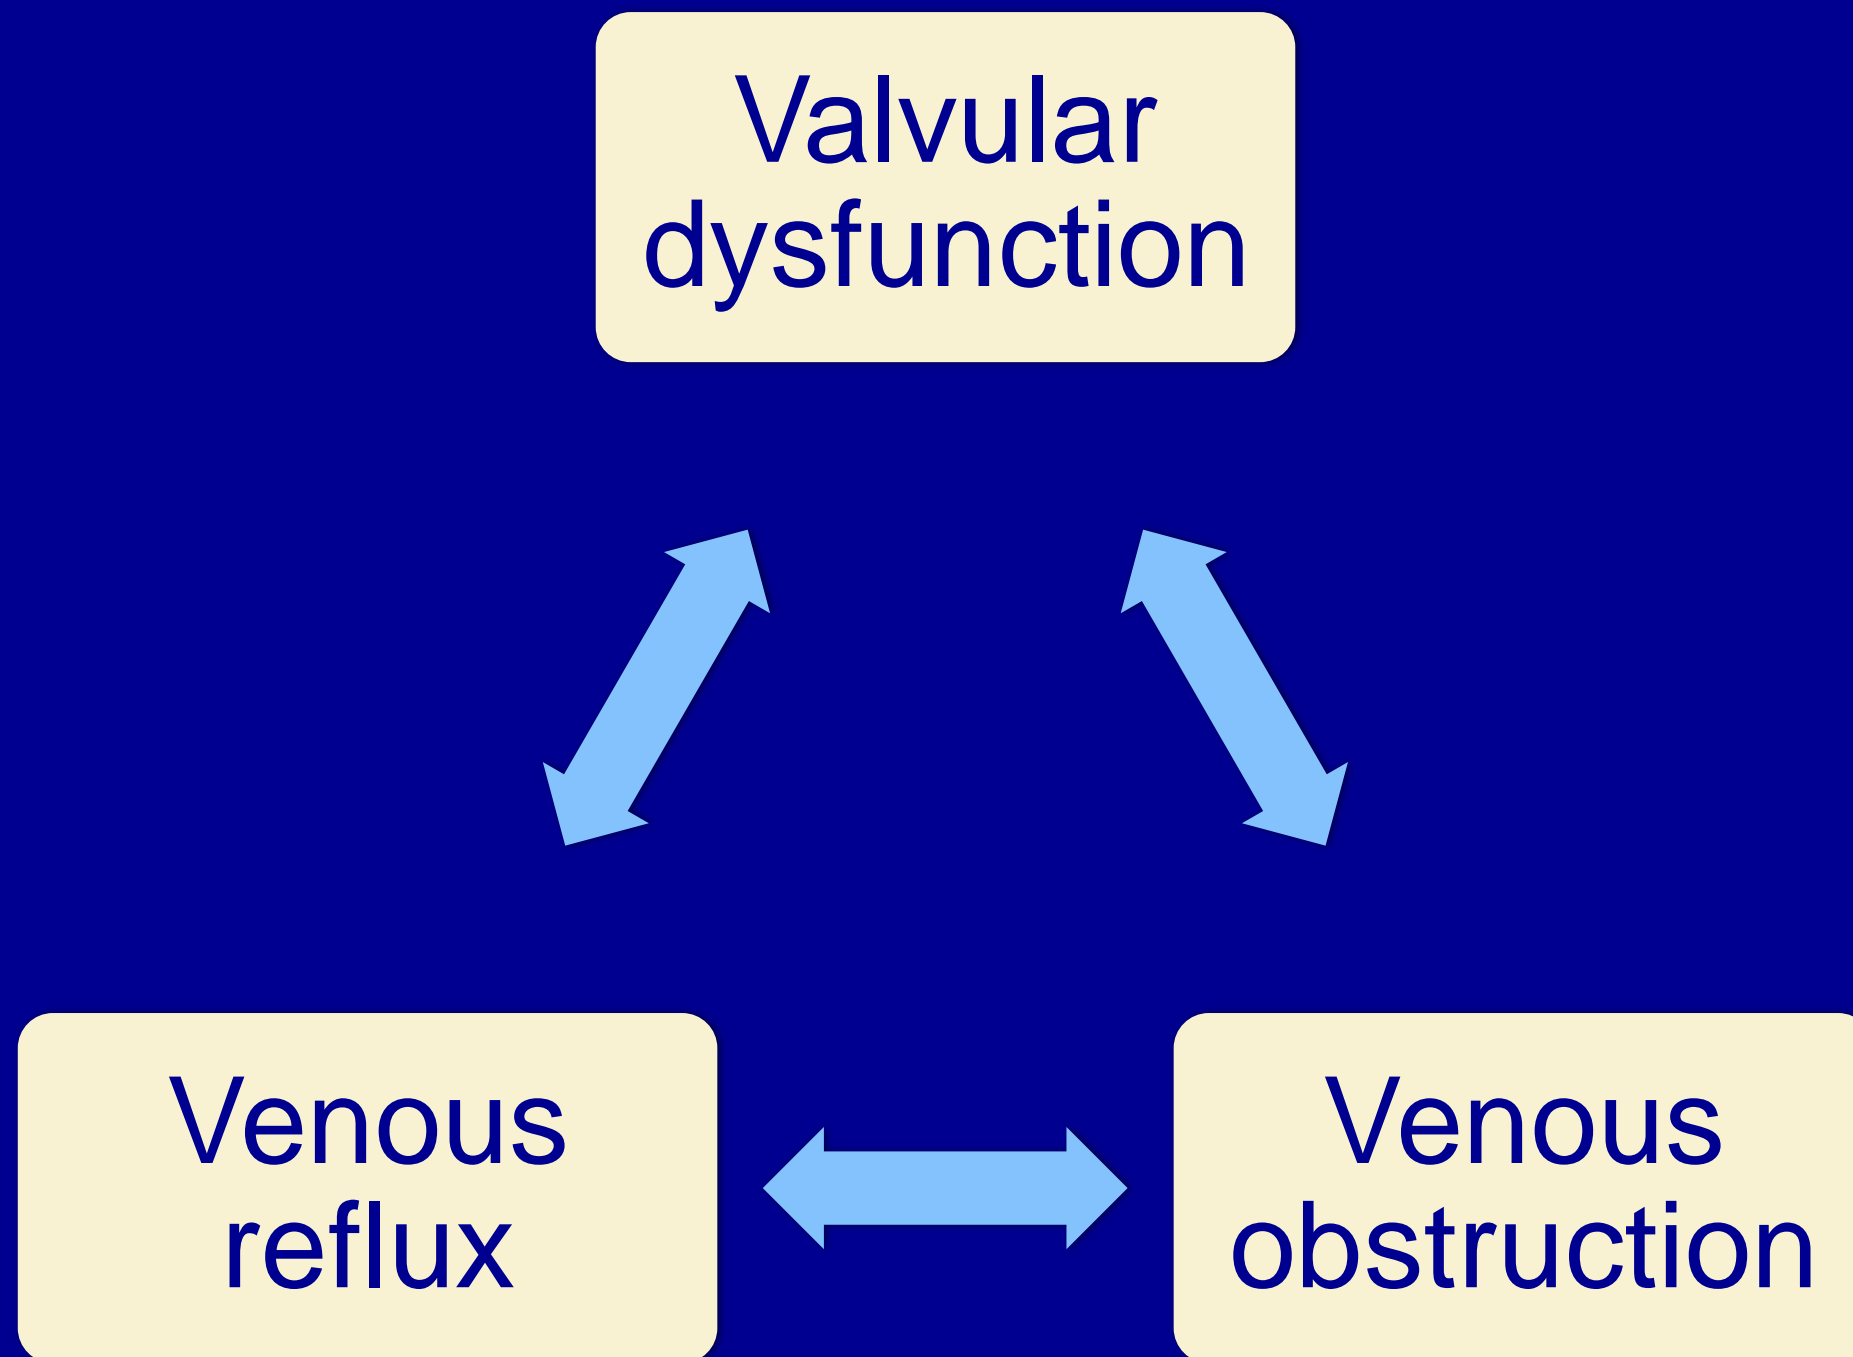 Valvular
dysfunction
Venous
reflux
Venous
obstruction